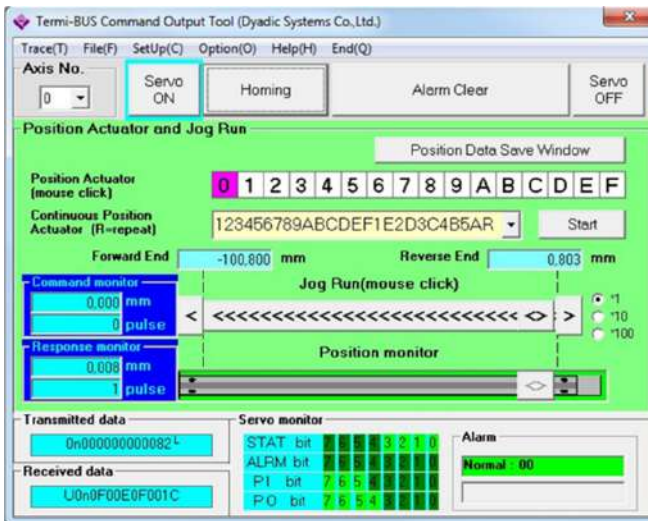 Termi-BUS Command Output Tool (Dyadic Systems Co.,Ltd.)
Trace(T) File(F) SetUp(C) Option(O) Help(H) End(Q)
Axis No.
0
Servo ON
Homing
Alarm Clear
Servo OFF
Position Actuator and Jog Run
Position Data Save Window
Position Actuator (mouse click)
0 1 2 3 4 5 6 7 8 9 A B C D E F
Continuous Position Actuator (R=repeat)
123456789ABCDEF1E2D3C4B5AR
Start
Forward End -100,800 mm Reverse End 0,803 mm
Command monitor
0,000 mm
0 pulse
Jog Run(mouse click)
< <<<<<<<<<<<<<<<<<<<<<<<<<<< <> >
*1
*10
*100
Response monitor
0,008 mm
1 pulse
Position monitor
<>
Transmitted data
0n000000000082
Received data
U0n0F00E0F001C
Servo monitor
STAT bit 7 6 5 4 3 2 1 0
ALRM bit 7 6 5 4 3 2 1 0
PI bit 7 6 5 4 3 2 1 0
PO bit 7 6 5 4 3 2 1 0
Alarm
Normal : 00